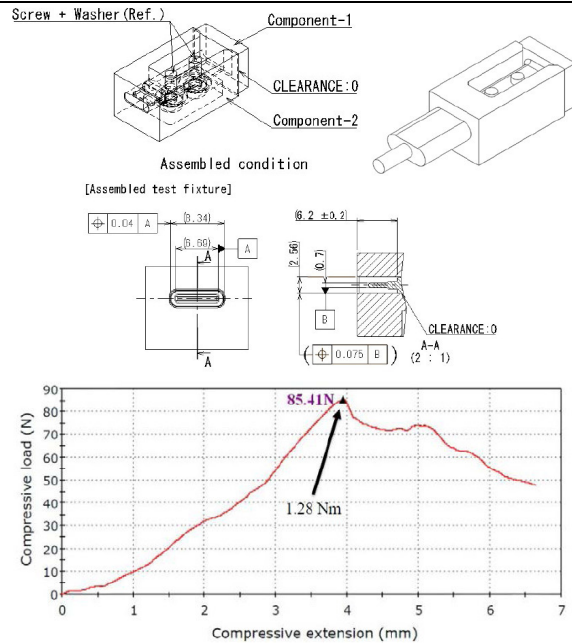 Screw + Washer(Ref.)
Component-1
CLEARANCE:0
Component-2
Assembled condition
[Assembled test fixture]
⌖ 0.04 A
(8.34)
(6.69)
A
A
A
(6.2 ±0.2)
(2.56)
(0.7)
B
(⌖ 0.075 B)
CLEARANCE:0
A-A
(2 : 1)
90
80
70
60
50
40
30
20
10
0
Compressive load (N)
85.41N
1.28 Nm
0 1 2 3 4 5 6 7
Compressive extension (mm)